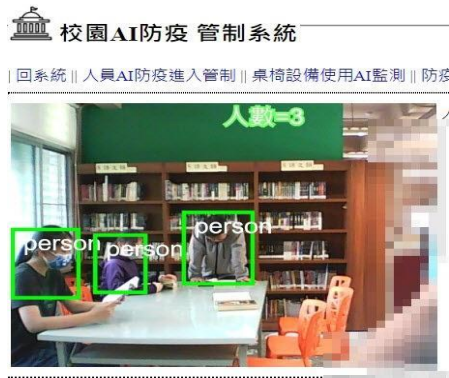 校園AI防疫 管制系統
| 回系統 || 人員AI防疫進入管制 || 桌椅設備使用AI監測 || 防疫
人數=3
person
person
person